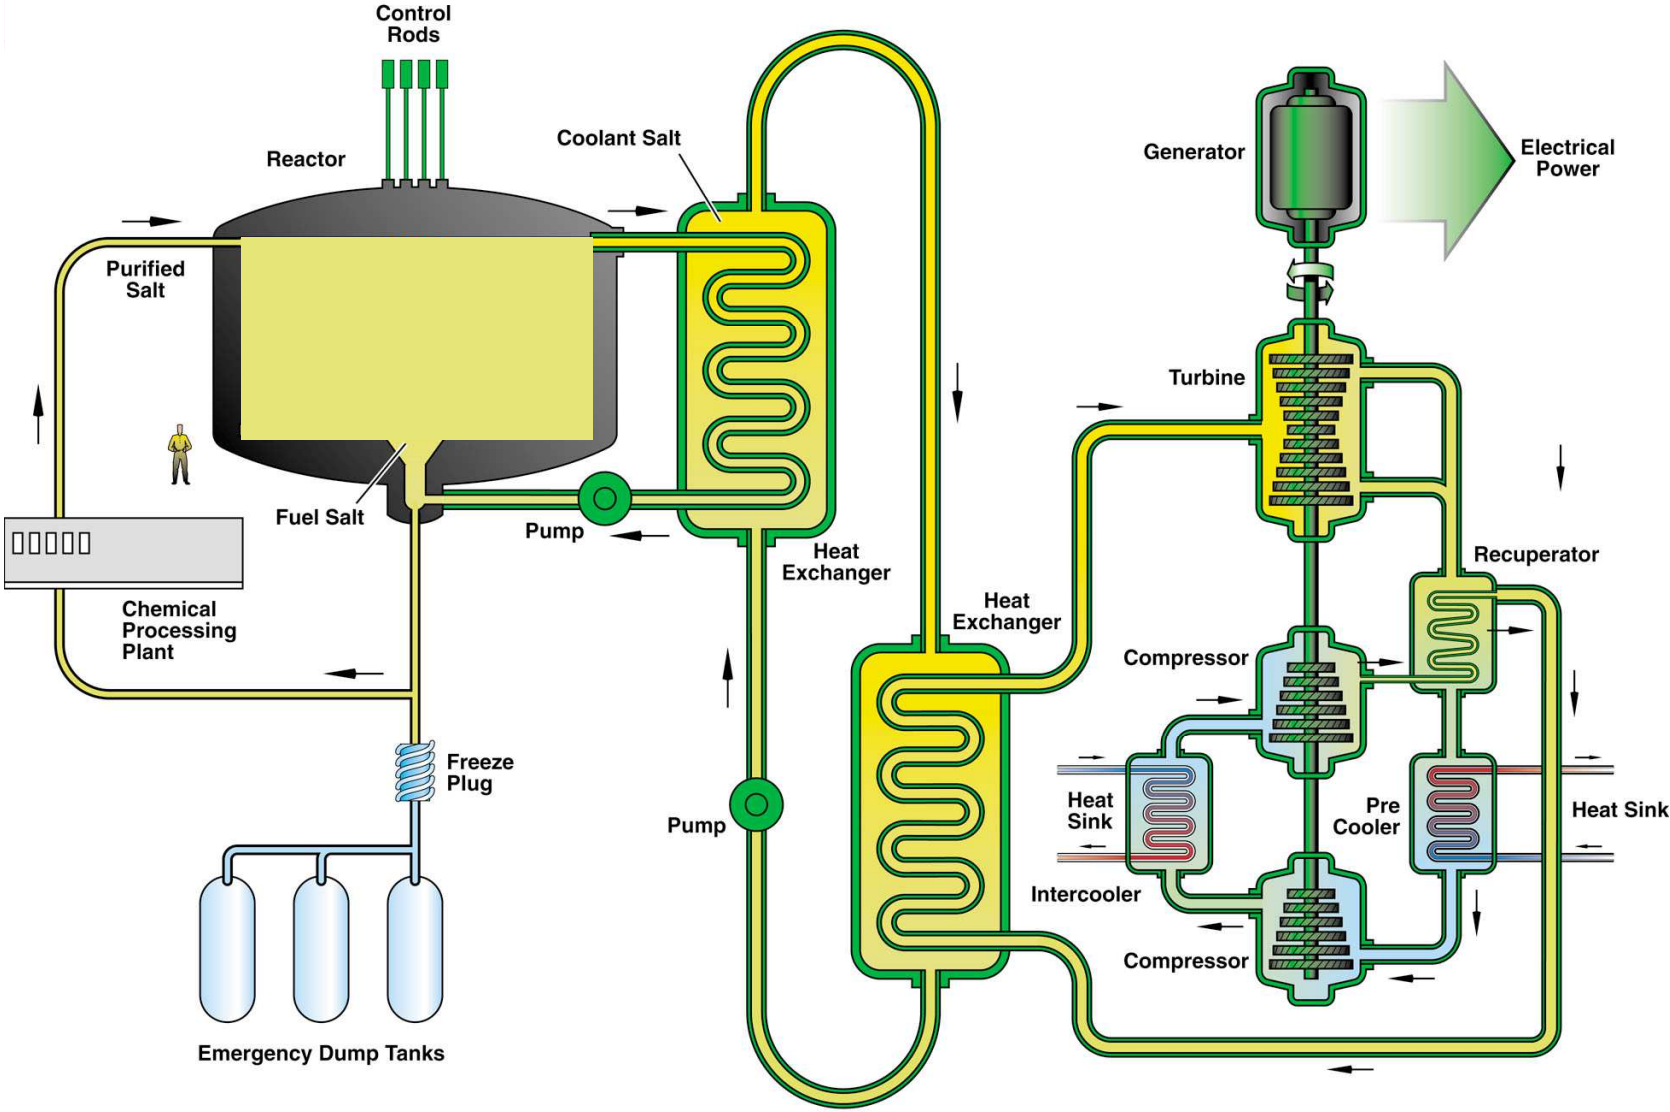 Control
Rods
Reactor
Coolant Salt
Generator
Electrical
Power
Purified
Salt
Turbine
Fuel Salt
Pump
Heat
Exchanger
Recuperator
Chemical
Processing
Plant
Heat
Exchanger
Compressor
Freeze
Plug
Pump
Heat
Sink
Pre
Cooler
Heat Sink
Intercooler
Compressor
Emergency Dump Tanks